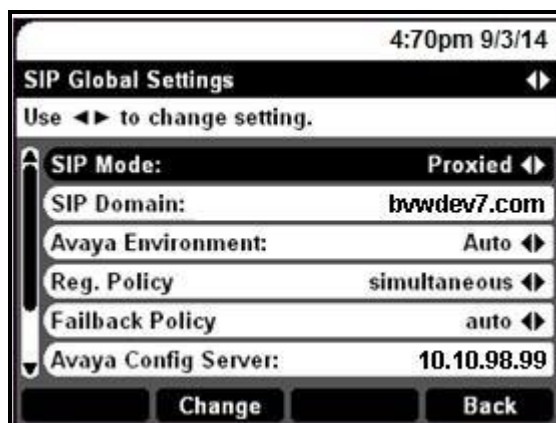 4:70pm 9/3/14
SIP Global Settings
Use ◄► to change setting.
SIP Mode: Proxied
SIP Domain: bvwdev7.com
Avaya Environment: Auto
Reg. Policy simultaneous
Failback Policy auto
Avaya Config Server: 10.10.98.99
Change Back